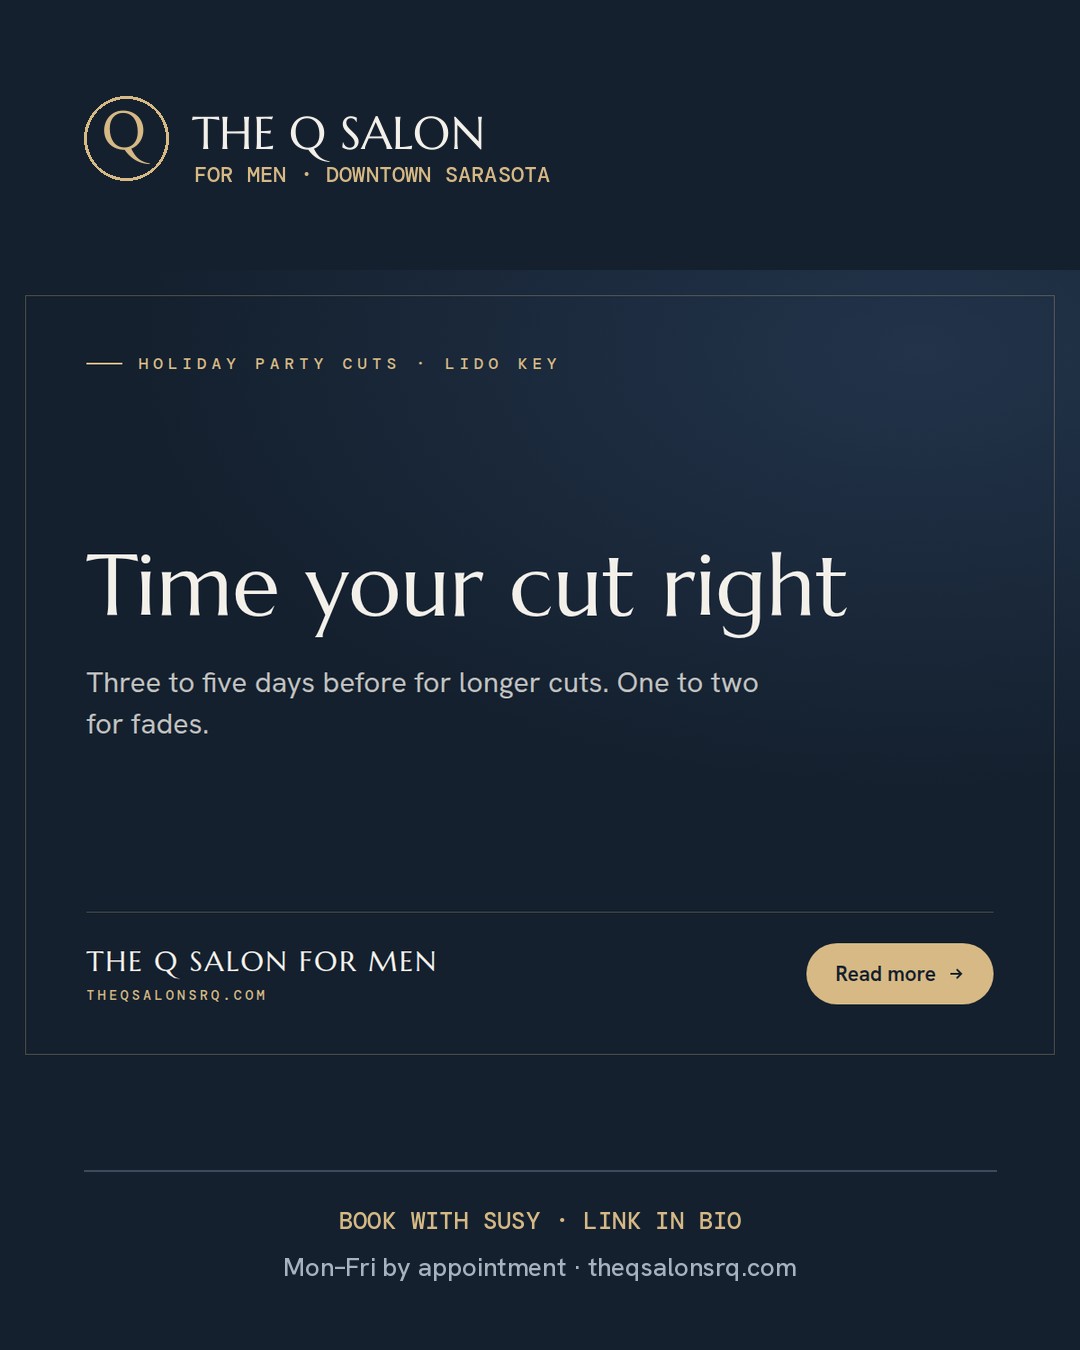 Q
THE Q SALON
FOR MEN · DOWNTOWN SARASOTA
HOLIDAY PARTY CUTS · LIDO KEY
Time your cut right
Three to five days before for longer cuts. One to two
for fades.
THE Q SALON FOR MEN
THEQSALONSRQ.COM
Read more →
BOOK WITH SUSY · LINK IN BIO
Mon–Fri by appointment · theqsalonsrq.com